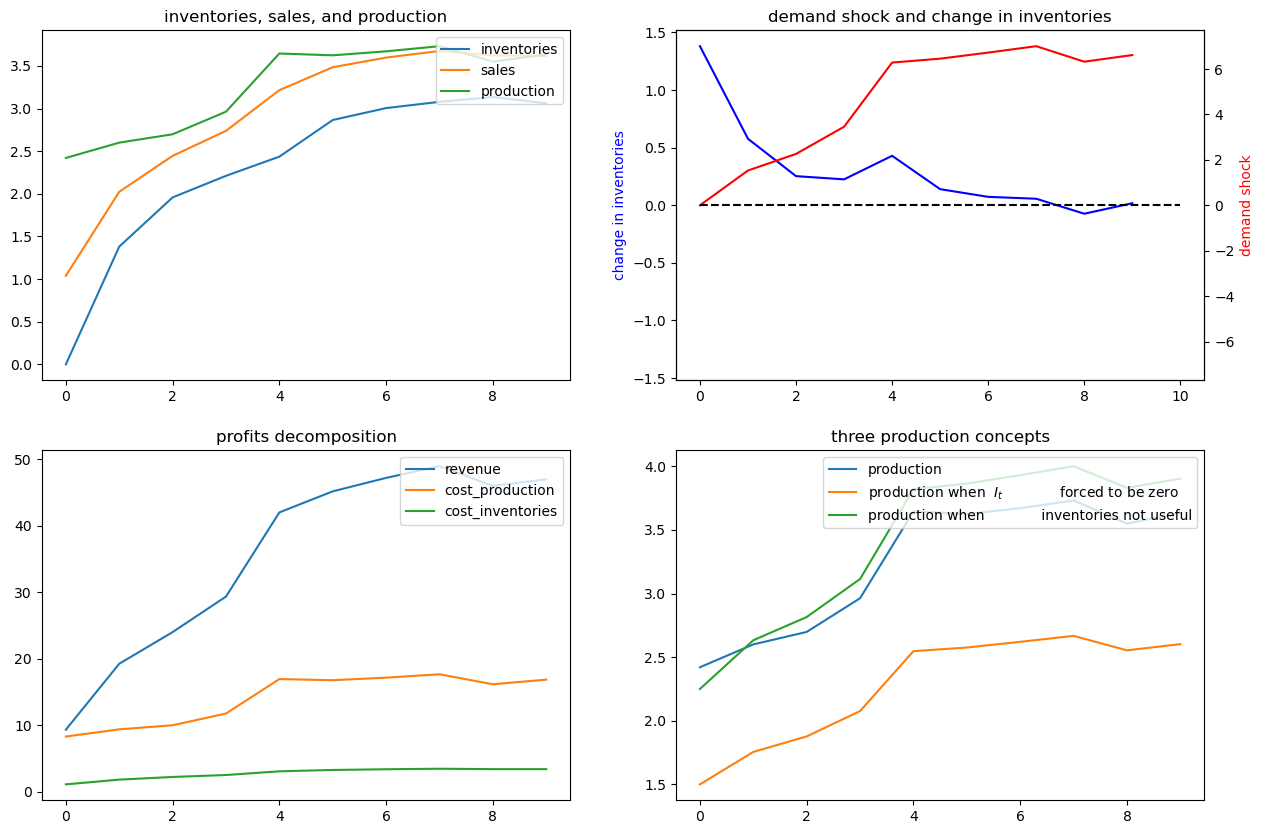 inventories, sales, and production
3.5
3.0
2.5
2.0
1.5
1.0
0.5
0.0
0 2 4 6 8
inventories
sales
production
demand shock and change in inventories
change in inventories
1.5
1.0
0.5
0.0
−0.5
−1.0
−1.5
0 2 4 6 8 10
6
4
2
0
−2
−4
−6
demand shock
profits decomposition
50
40
30
20
10
0
0 2 4 6 8
revenue
cost_production
cost_inventories
three production concepts
4.0
3.5
3.0
2.5
2.0
1.5
0 2 4 6 8
production
production when I_t forced to be zero
production when inventories not useful